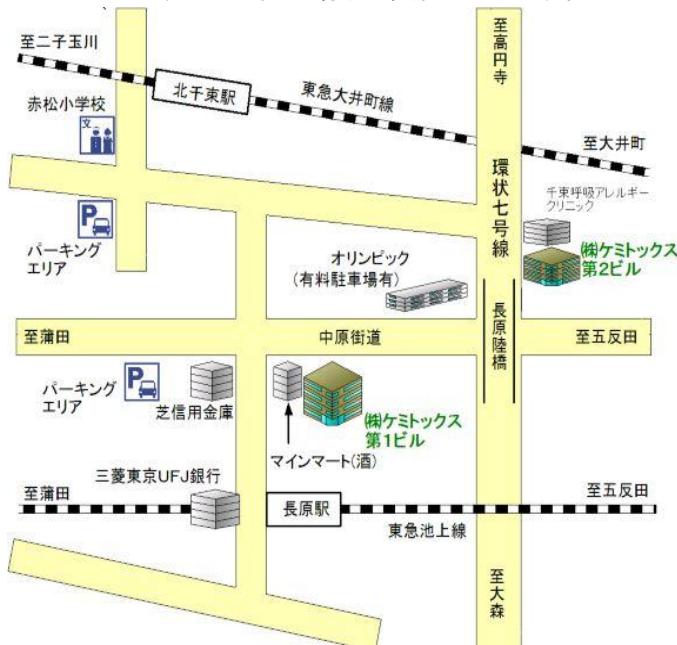 至二子玉川
至高円寺
北千束駅
東急大井町線
赤松小学校
文
至大井町
環状七号線
千束呼吸アレルギー
クリニック
P
パーキング
エリア
オリンピック
(有料駐車場有)
㈱ケミトックス
第2ビル
至蒲田
中原街道
長原陸橋
至五反田
パーキング
エリア
P
芝信用金庫
㈱ケミトックス
第1ビル
マインマート(酒)
三菱東京UFJ銀行
至蒲田
長原駅
至五反田
東急池上線
至大森